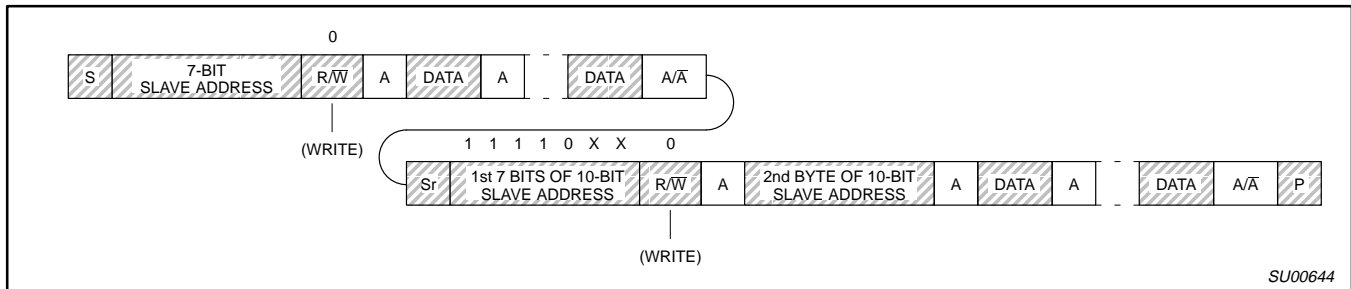 0
S 7-BIT SLAVE ADDRESS R/W̅ A DATA A DATA A/A̅
(WRITE)
1 1 1 1 0 X X 0
Sr 1st 7 BITS OF 10-BIT SLAVE ADDRESS R/W̅ A 2nd BYTE OF 10-BIT SLAVE ADDRESS A DATA A DATA A/A̅ P
(WRITE)
SU00644